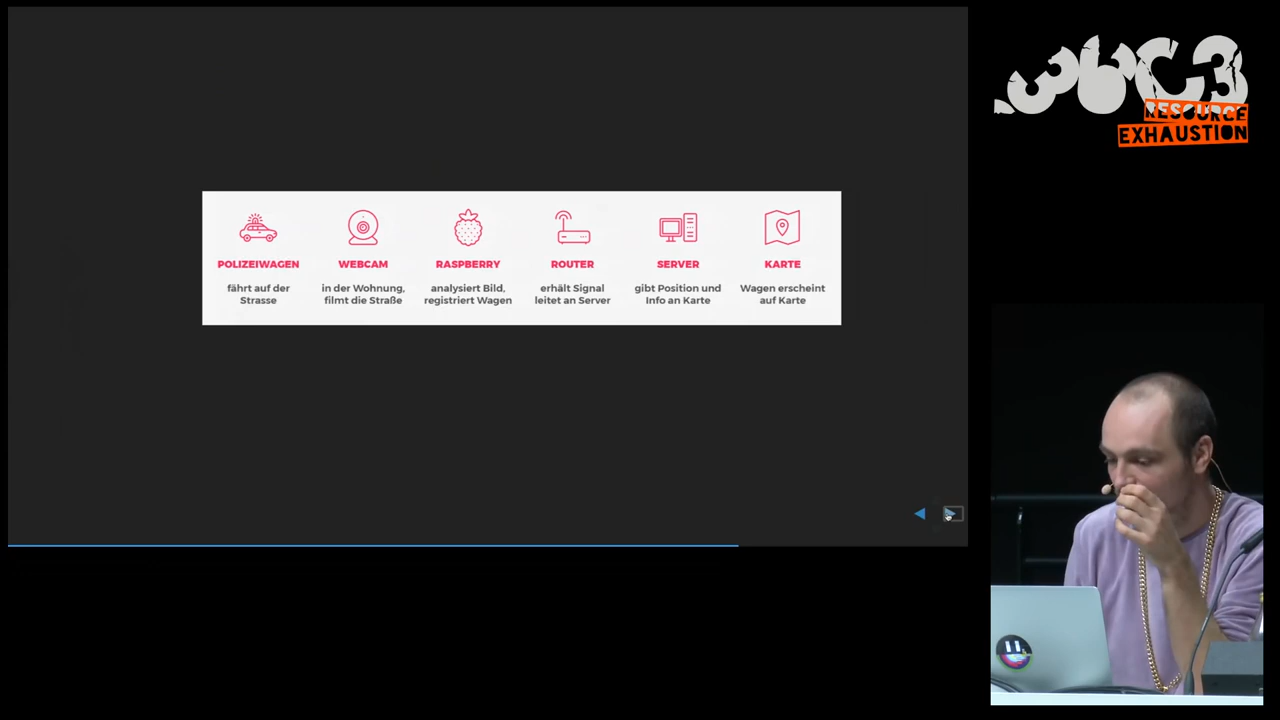 36C3
RESOURCE
EXHAUSTION
POLIZEIWAGEN
fährt auf der
Strasse
WEBCAM
in der Wohnung,
filmt die Straße
RASPBERRY
analysiert Bild,
registriert Wagen
ROUTER
erhält Signal
leitet an Server
SERVER
gibt Position und
Info an Karte
KARTE
Wagen erscheint
auf Karte